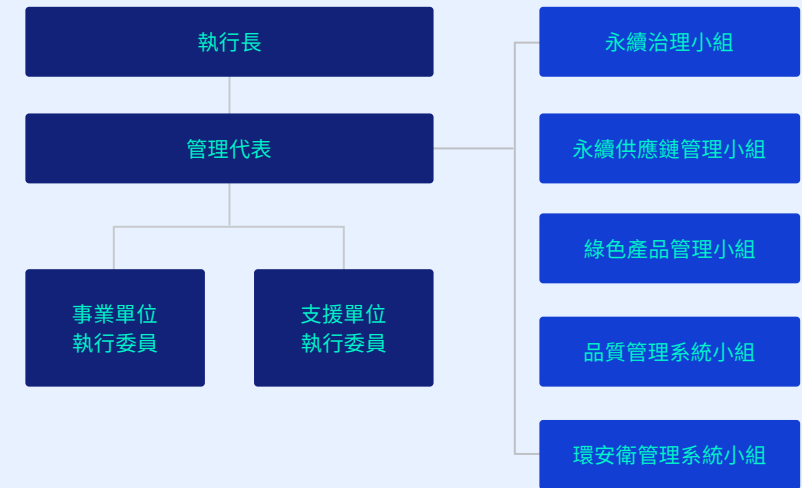 執行長
管理代表
事業單位
執行委員
支援單位
執行委員
永續治理小組
永續供應鏈管理小組
綠色產品管理小組
品質管理系統小組
環安衛管理系統小組